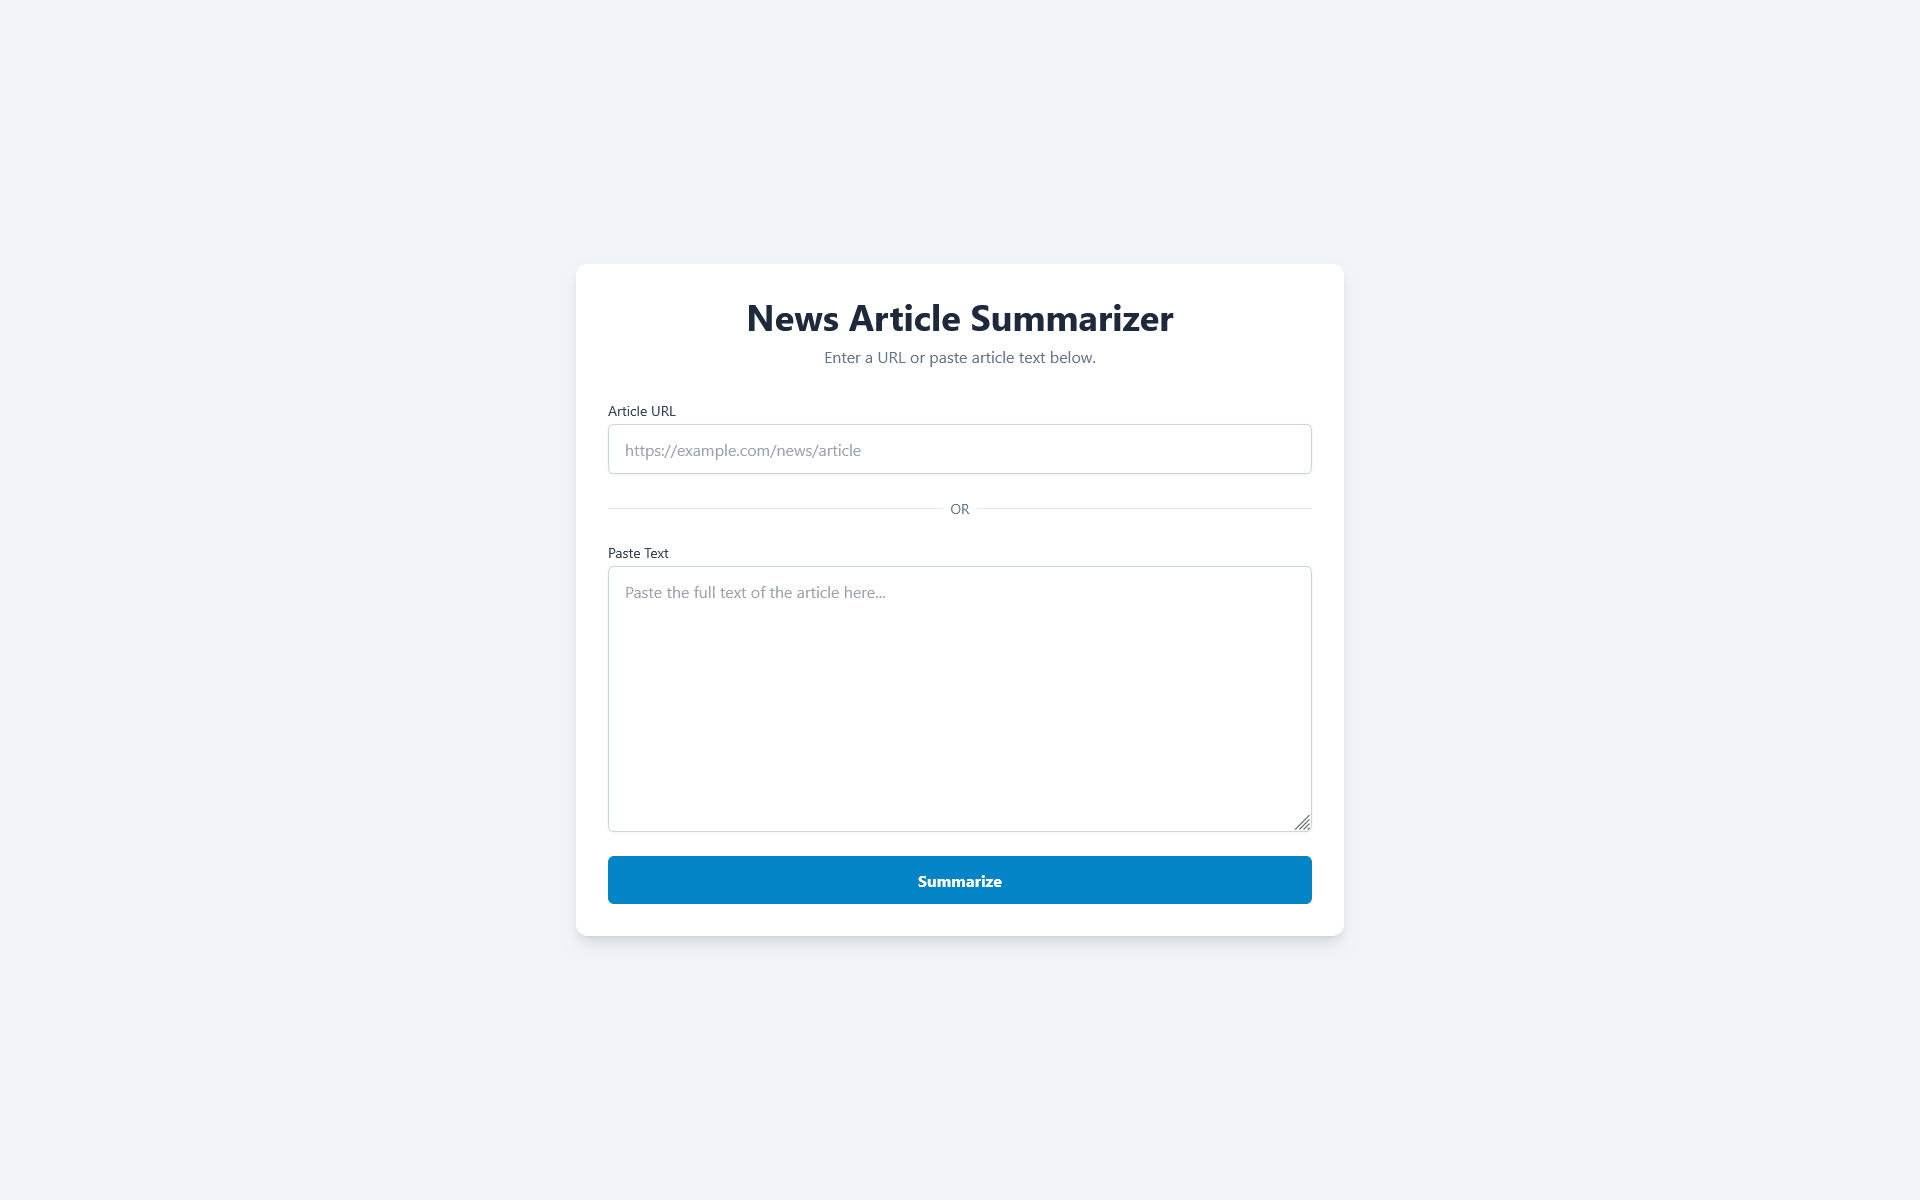 News Article Summarizer
Enter a URL or paste article text below.
Article URL
https://example.com/news/article
OR
Paste Text
Paste the full text of the article here...
Summarize